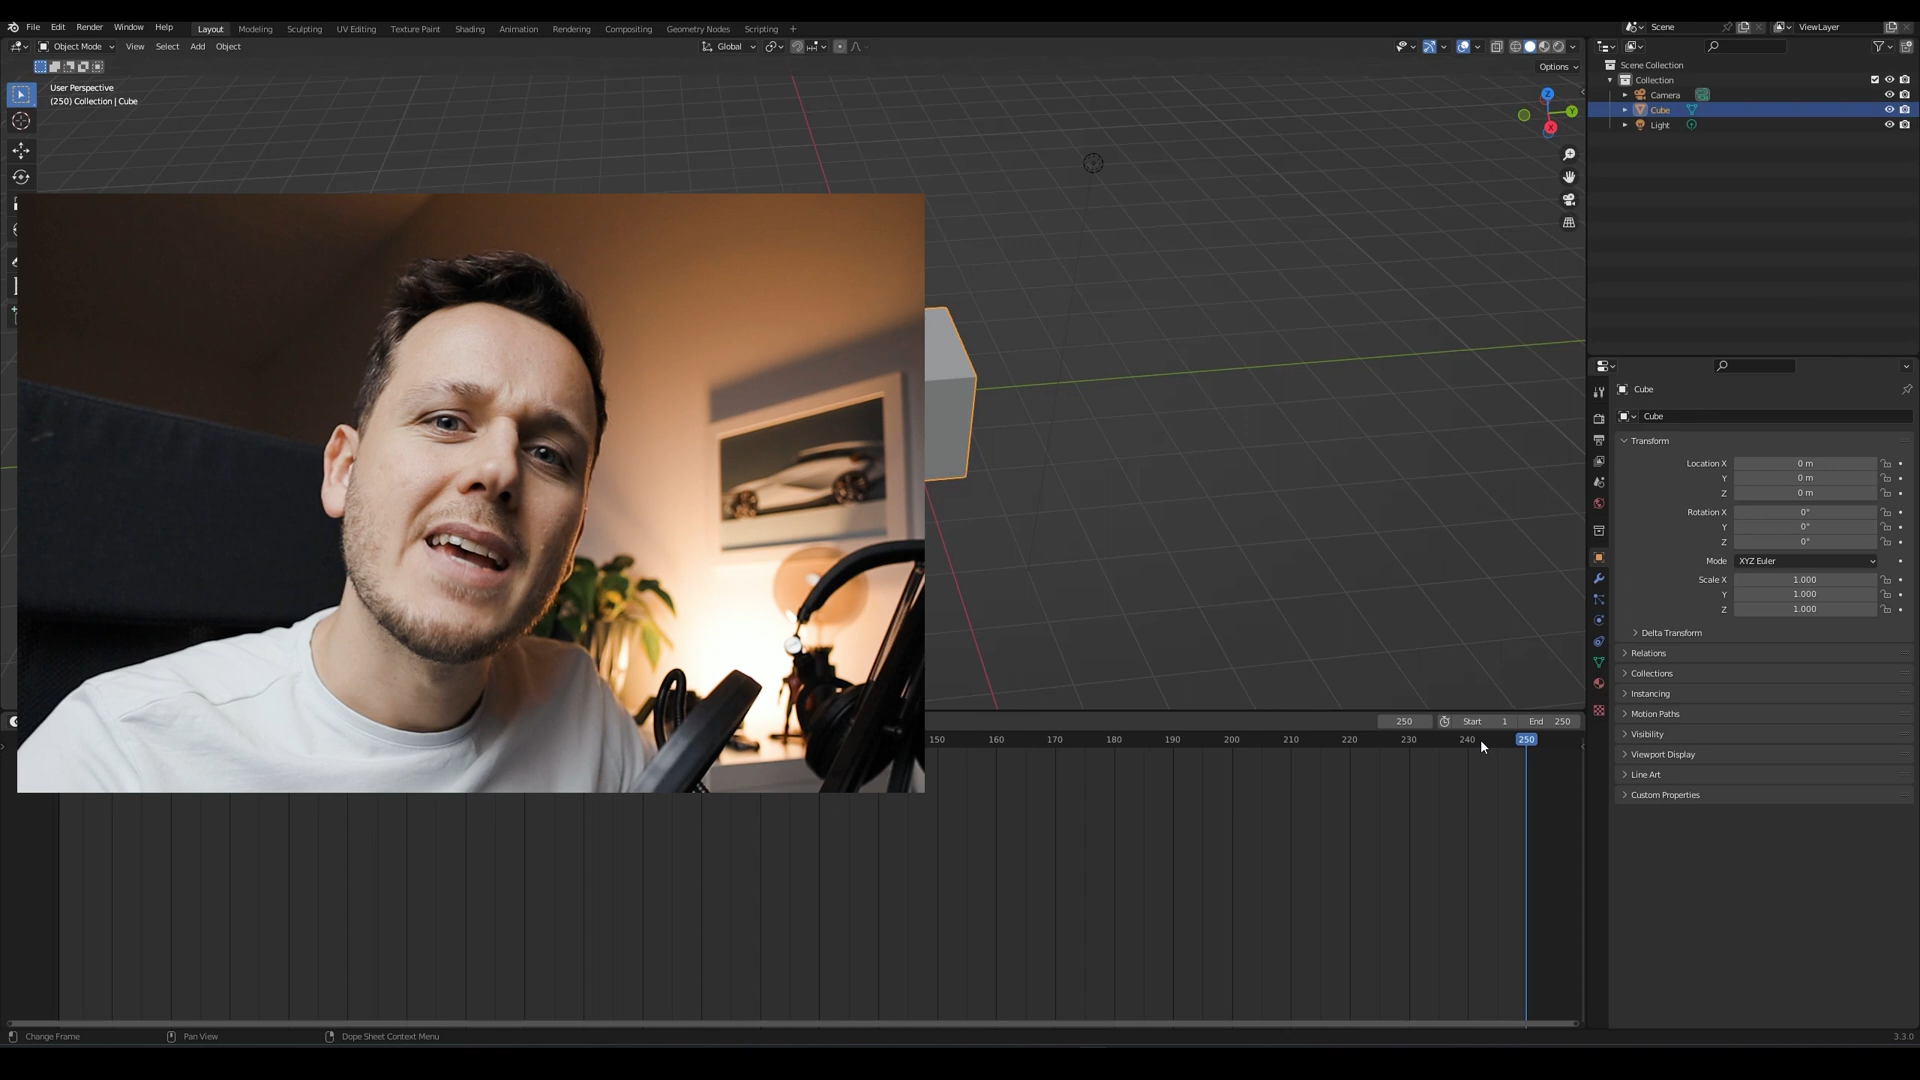 File Edit Render Window Help Layout Modeling Sculpting UV Editing Texture Paint Shading Animation Rendering Compositing Geometry Nodes Scripting + Scene ViewLayer
Object Mode View Select Add Object Global
Options
User Perspective
(250) Collection | Cube
Z
Y
X
Scene Collection
Collection
Camera
Cube
Light
Cube
Cube
Transform
Location X 0 m
Y 0 m
Z 0 m
Rotation X 0°
Y 0°
Z 0°
Mode XYZ Euler
Scale X 1.000
Y 1.000
Z 1.000
Delta Transform
Relations
Collections
Instancing
Motion Paths
Visibility
Viewport Display
Line Art
Custom Properties
250 Start 1 End 250
150 160 170 180 190 200 210 220 230 240 250
Change Frame Pan View Dope Sheet Context Menu 3.3.0